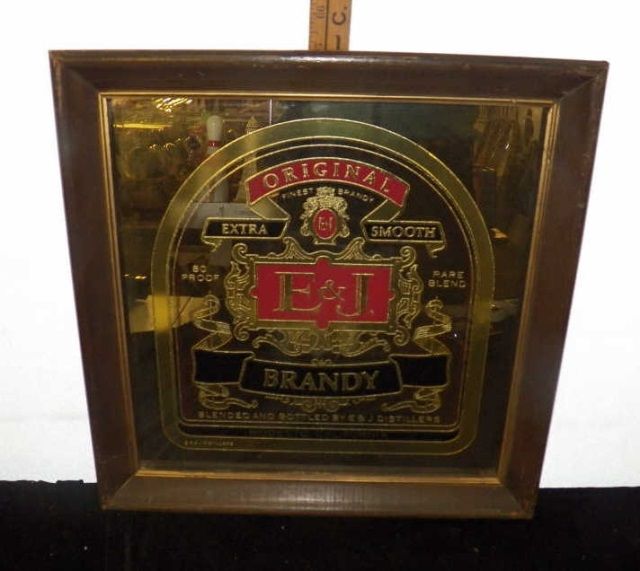 ORIGINAL
FINEST BRANDY
E&J
EXTRA SMOOTH
80 PROOF
RARE BLEND
E&J
BRANDY
BLENDED AND BOTTLED BY E & J DISTILLERS